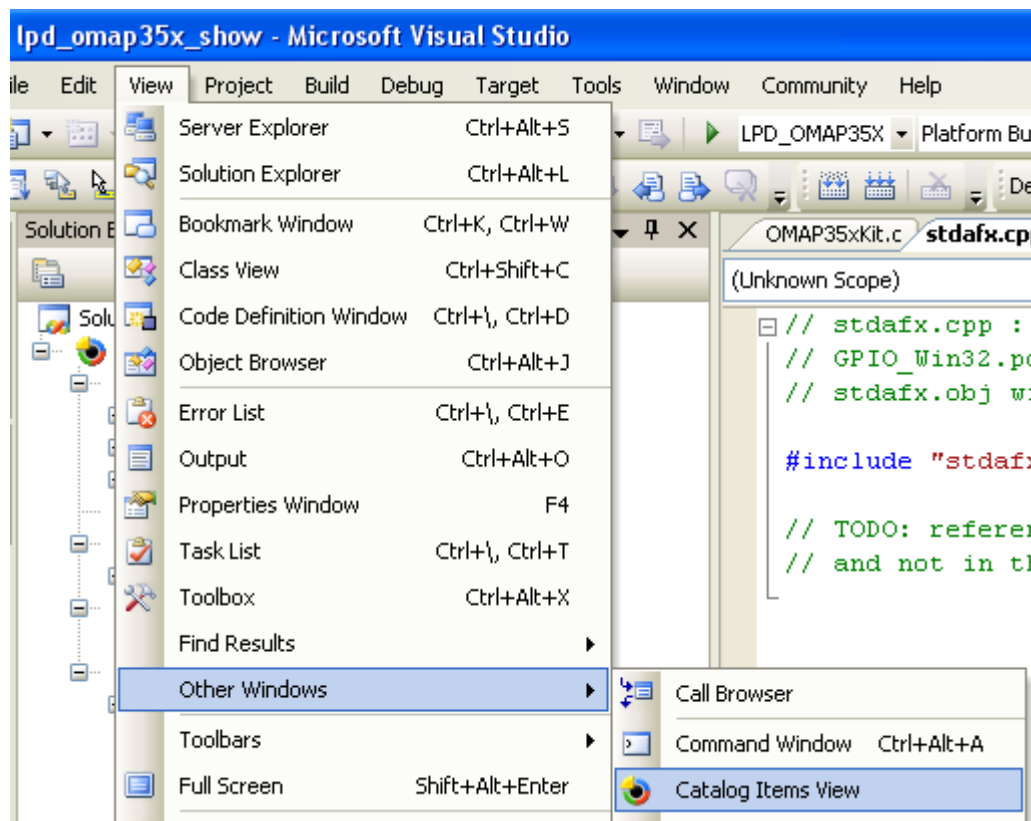 lpd_omap35x_show - Microsoft Visual Studio
Edit View Project Build Debug Target Tools Window Community Help
LPD_OMAP35X Platform
Solution
OMAP35xKit.c
(Unknown Scope)
// stdafx.cpp :
//
// stdafx.obj
#include
// TODO:
// and not in
Server Explorer Ctrl+Alt+S
Solution Explorer Ctrl+Alt+L
Bookmark Window Ctrl+K, Ctrl+W
Class View Ctrl+Shift+C
Code Definition Window Ctrl+\, Ctrl+D
Object Browser Ctrl+Alt+J
Error List Ctrl+\, Ctrl+E
Output Ctrl+Alt+O
Properties Window F4
Task List Ctrl+\, Ctrl+T
Toolbox Ctrl+Alt+X
Find Results
Other Windows
Toolbars
Full Screen Shift+Alt+Enter
Call Browser
Command Window Ctrl+Alt+A
Catalog Items View